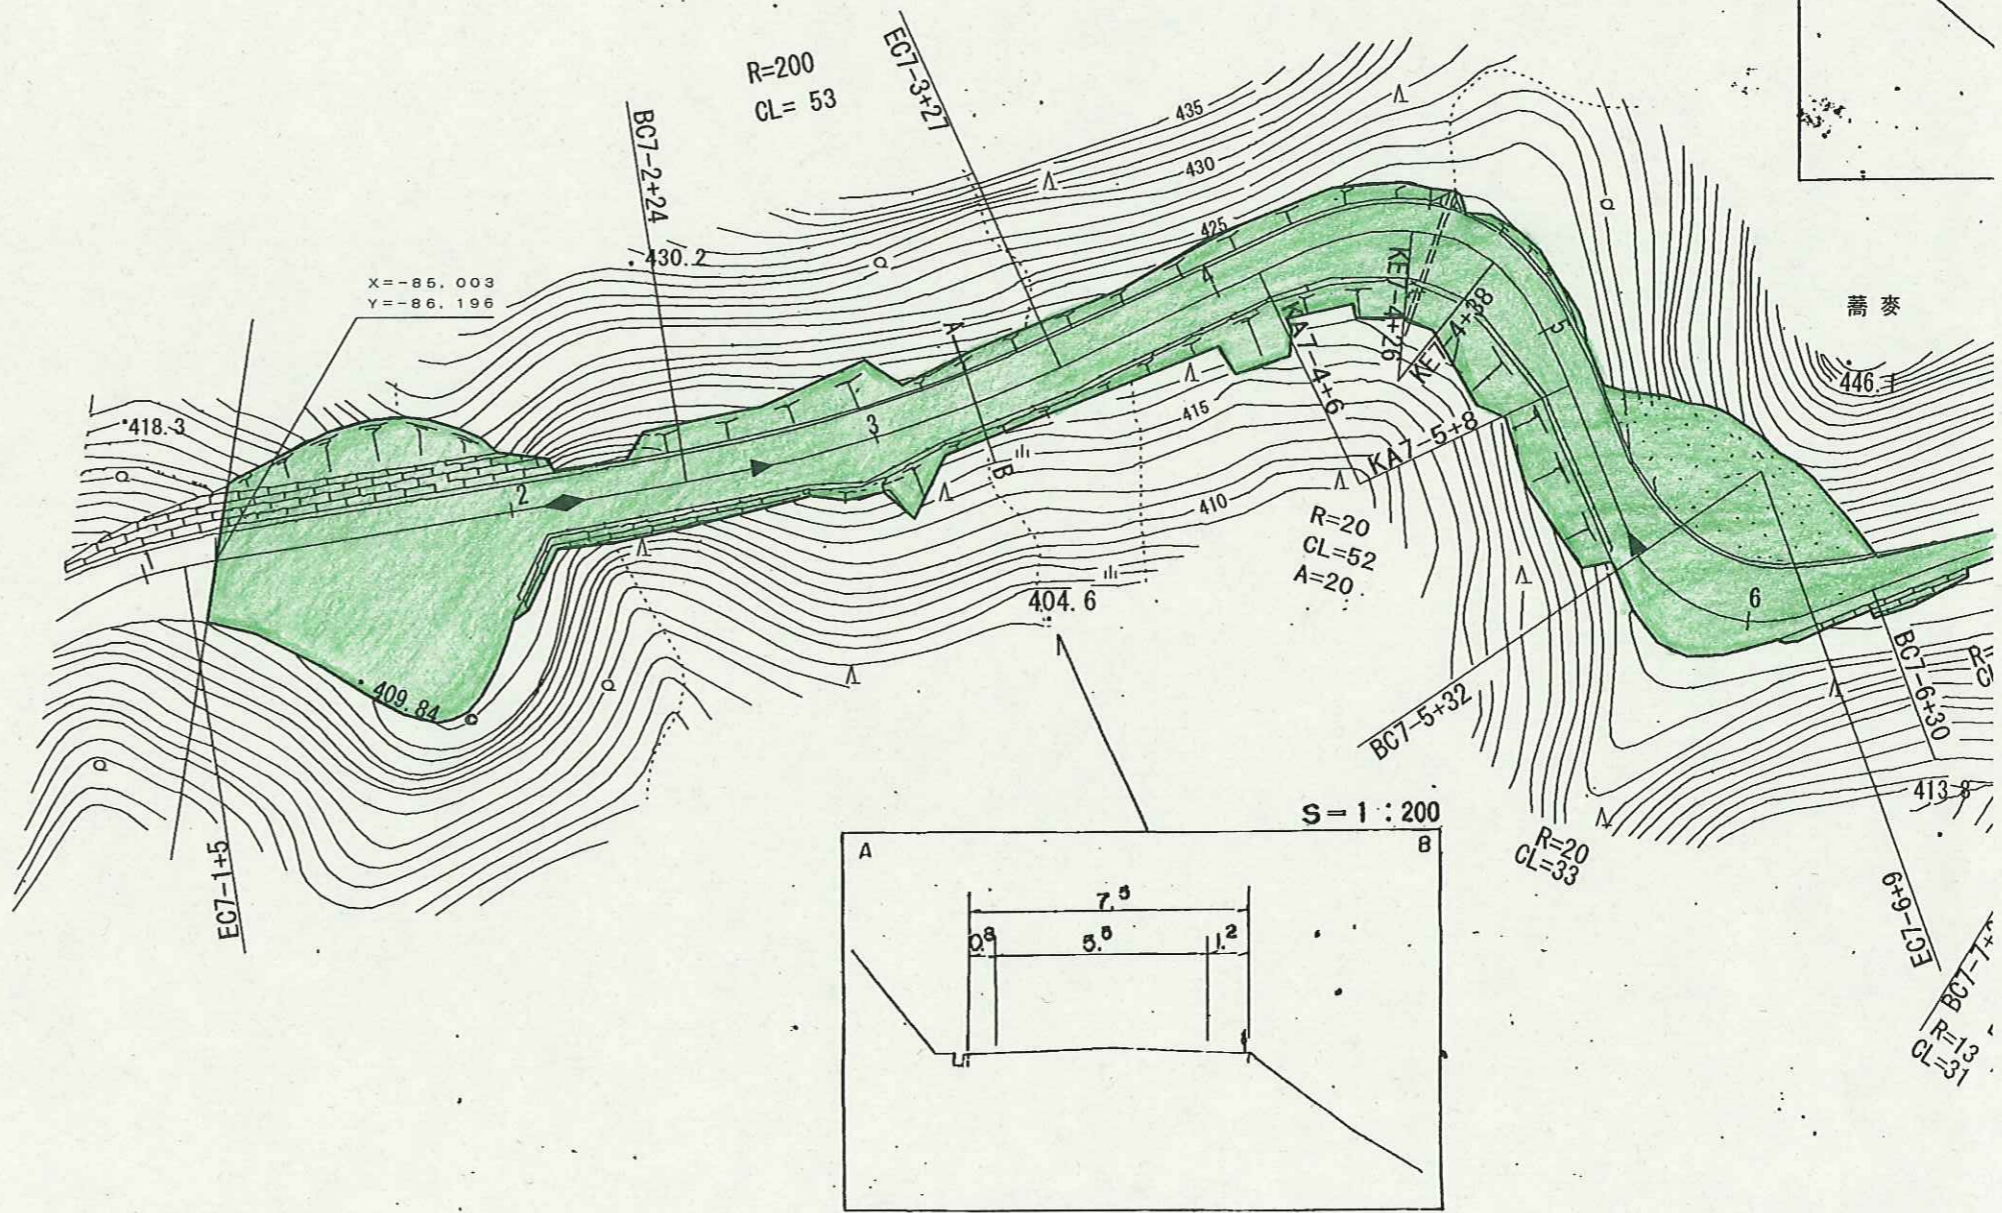 R=200
CL= 53
EC7-3+27
BC7-2+24
435
430
425
430.2
X=-85,003
Y=-86,196
418.3
A
B
2
3
4
5
6
KE7-4+26
KE7-4+38
KA7-4+6
KA7-5+8
415
410
R=20
CL=52
A=20
404.6
409.84
EC7-1+5
蕎麥
446.1
BC7-5+32
BC7-6+30
413.8
R=20
CL=33
EC7-6+9
R=13
CL=31
S=1:200
A
B
7.5
0.8
5.5
1.2